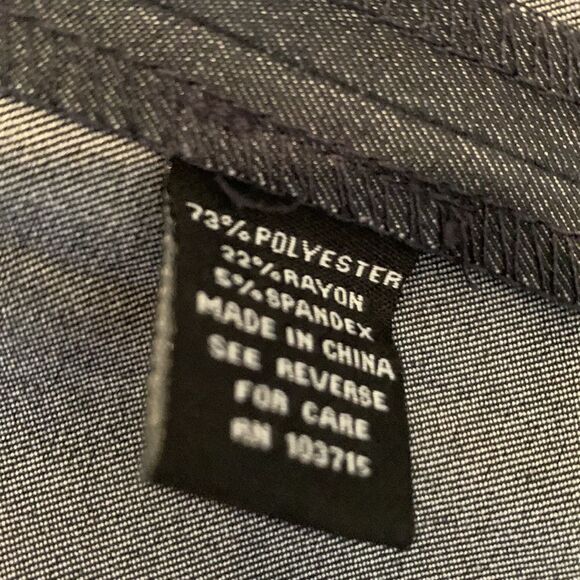 73% POLYESTER
22% RAYON
5% SPANDEX
MADE IN CHINA
SEE REVERSE
FOR CARE
RN 103715